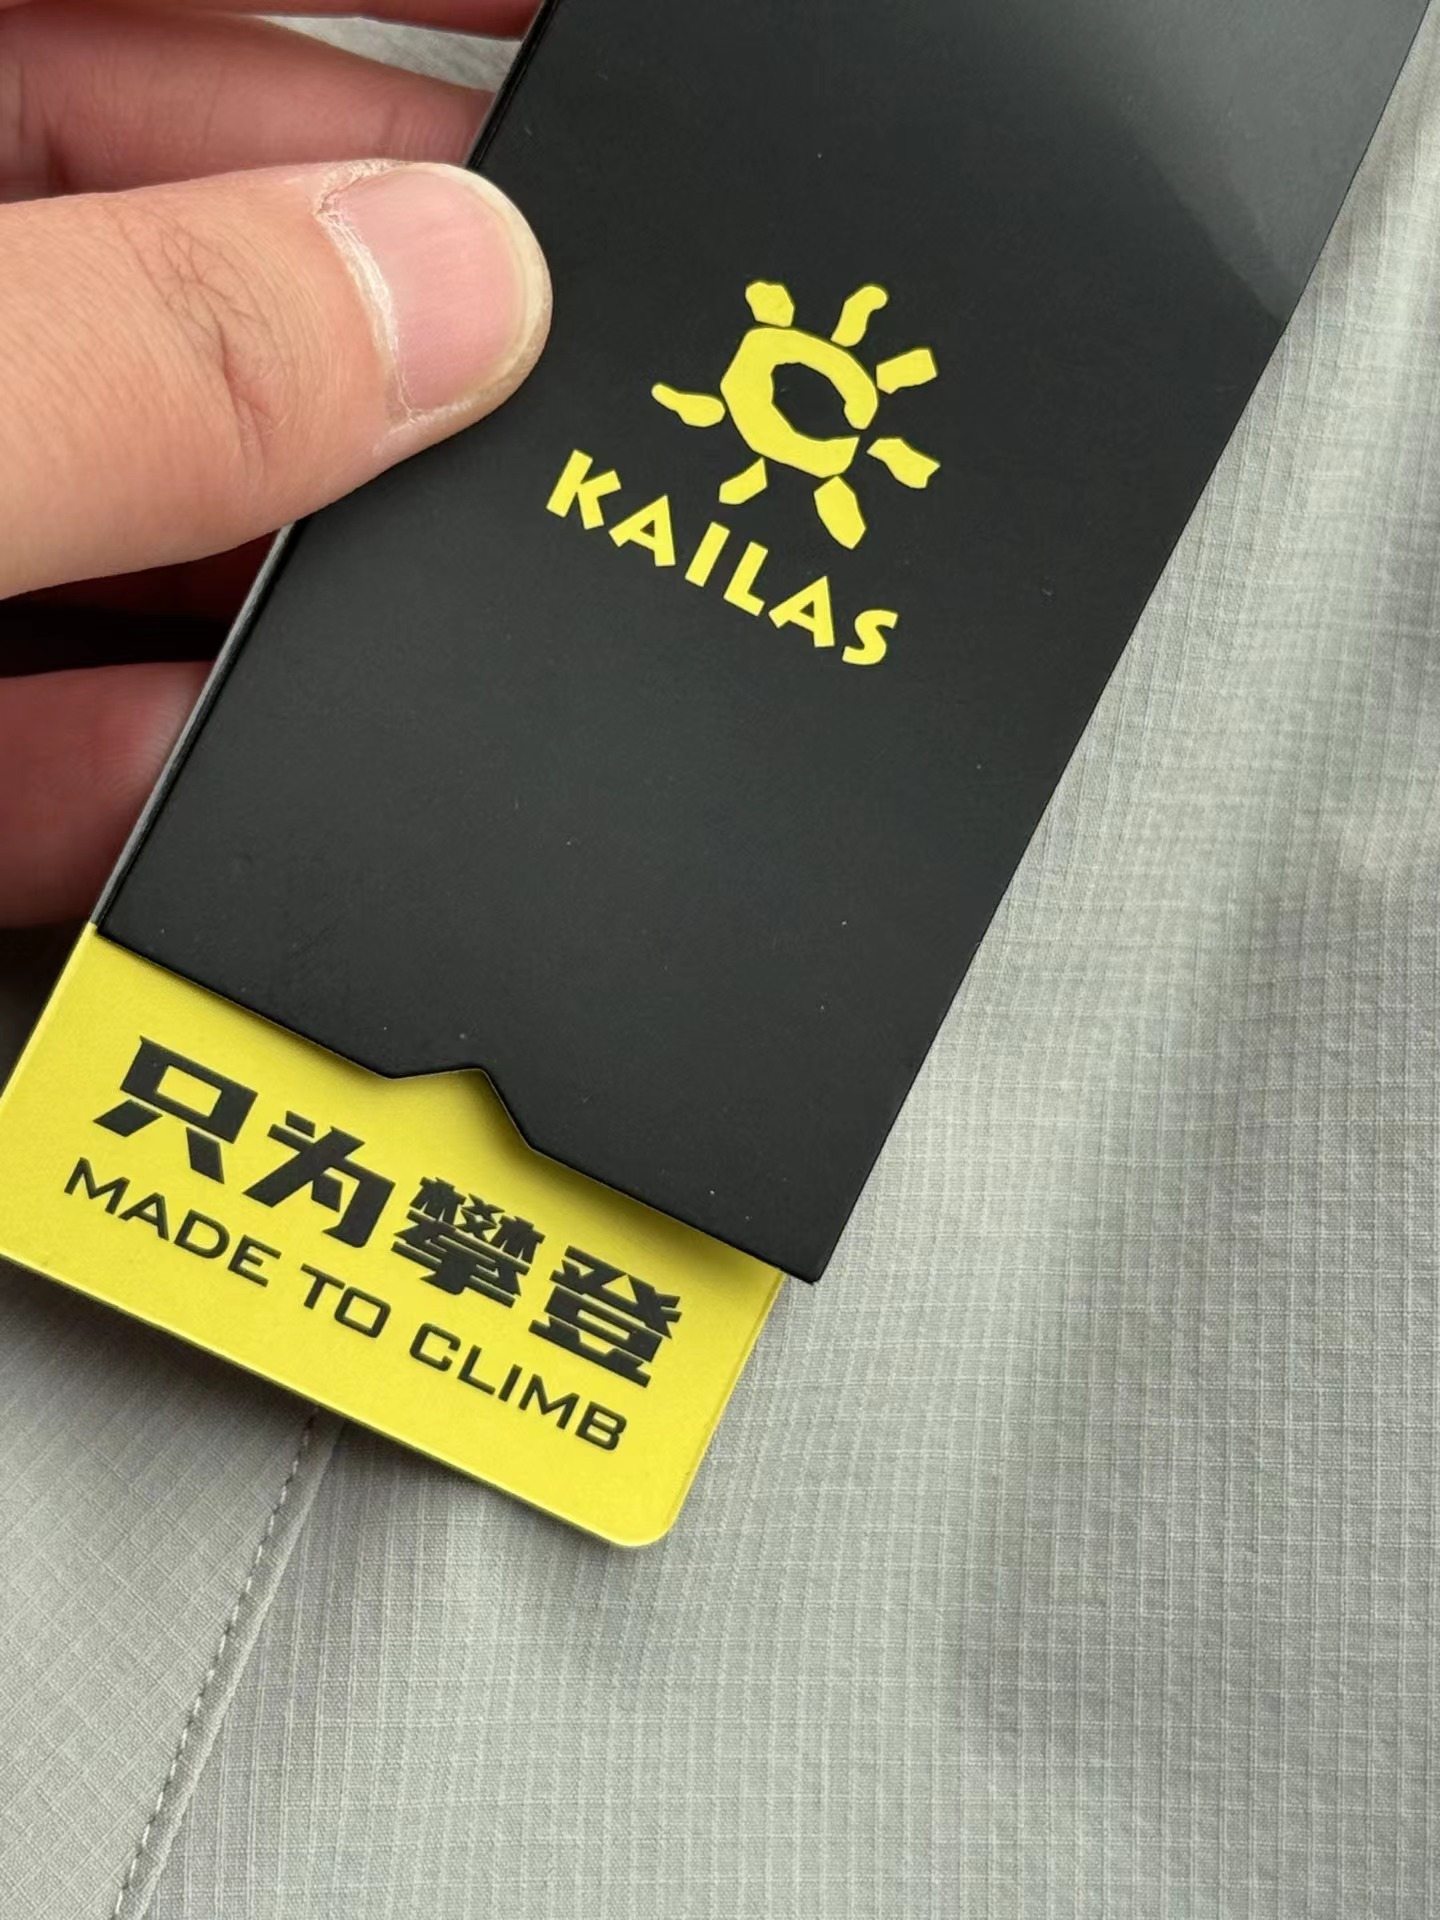 KAILAS
只为攀登
MADE TO CLIMB